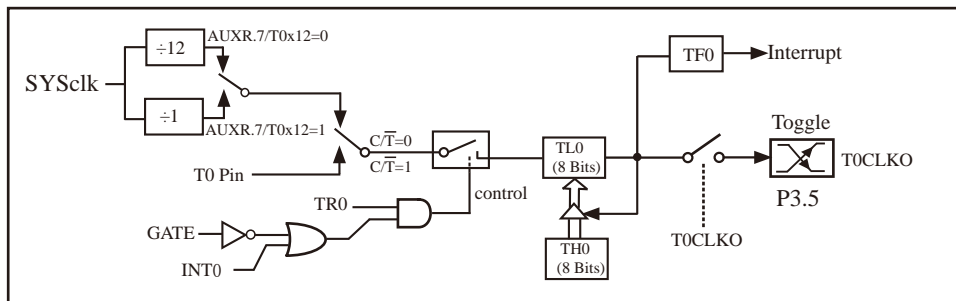 AUXR.7/T0x12=0
÷12
SYSclk
÷1
AUXR.7/T0x12=1
T0 Pin
C/T̅=0
C/T̅=1
TR0
GATE
INT0
control
TL0
(8 Bits)
TH0
(8 Bits)
TF0
Interrupt
Toggle
T0CLKO
P3.5
T0CLKO